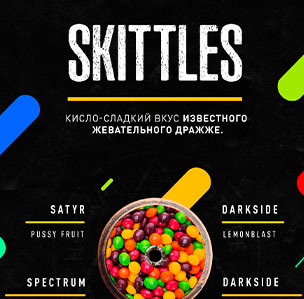 SKITTLES
КИСЛО-СЛАДКИЙ ВКУС ИЗВЕСТНОГО
ЖЕВАТЕЛЬНОГО ДРАЖЖЕ.
SATYR
PUSSY FRUIT
DARKSIDE
LEMONBLAST
SPECTRUM
DARKSIDE